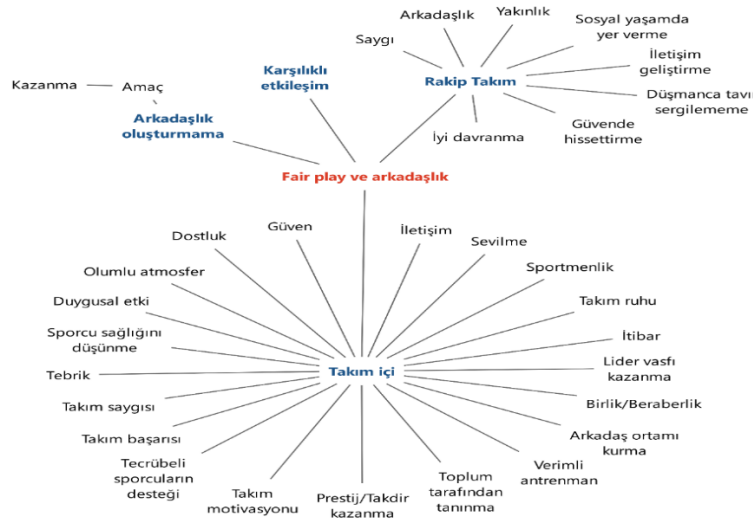 Arkadaşlık
Yakınlık
Saygı
Sosyal yaşamda
yer verme
Karşılıklı
etkileşim
Rakip Takım
İletişim
geliştirme
Kazanma
Amaç
Düşmanca tavı
sergilememe
Arkadaşlık
oluşturmama
İyi davranma
Güvende
hissettirme
Fair play ve arkadaşlık
Dostluk
Güven
İletişim
Sevilme
Olumlu atmosfer
Sportmenlik
Duygusal etki
Takım ruhu
Sporcu sağlığını
düşünme
İtibar
Tebrik
Takım içi
Lider vasfı
kazanma
Takım saygısı
Birlik/Beraberlik
Takım başarısı
Arkadaş ortamı
kurma
Tecrübeli
sporcuların
desteği
Takım
motivasyonu
Prestij/Takdir
kazanma
Toplum
tarafından
tanınma
Verimli
antrenman